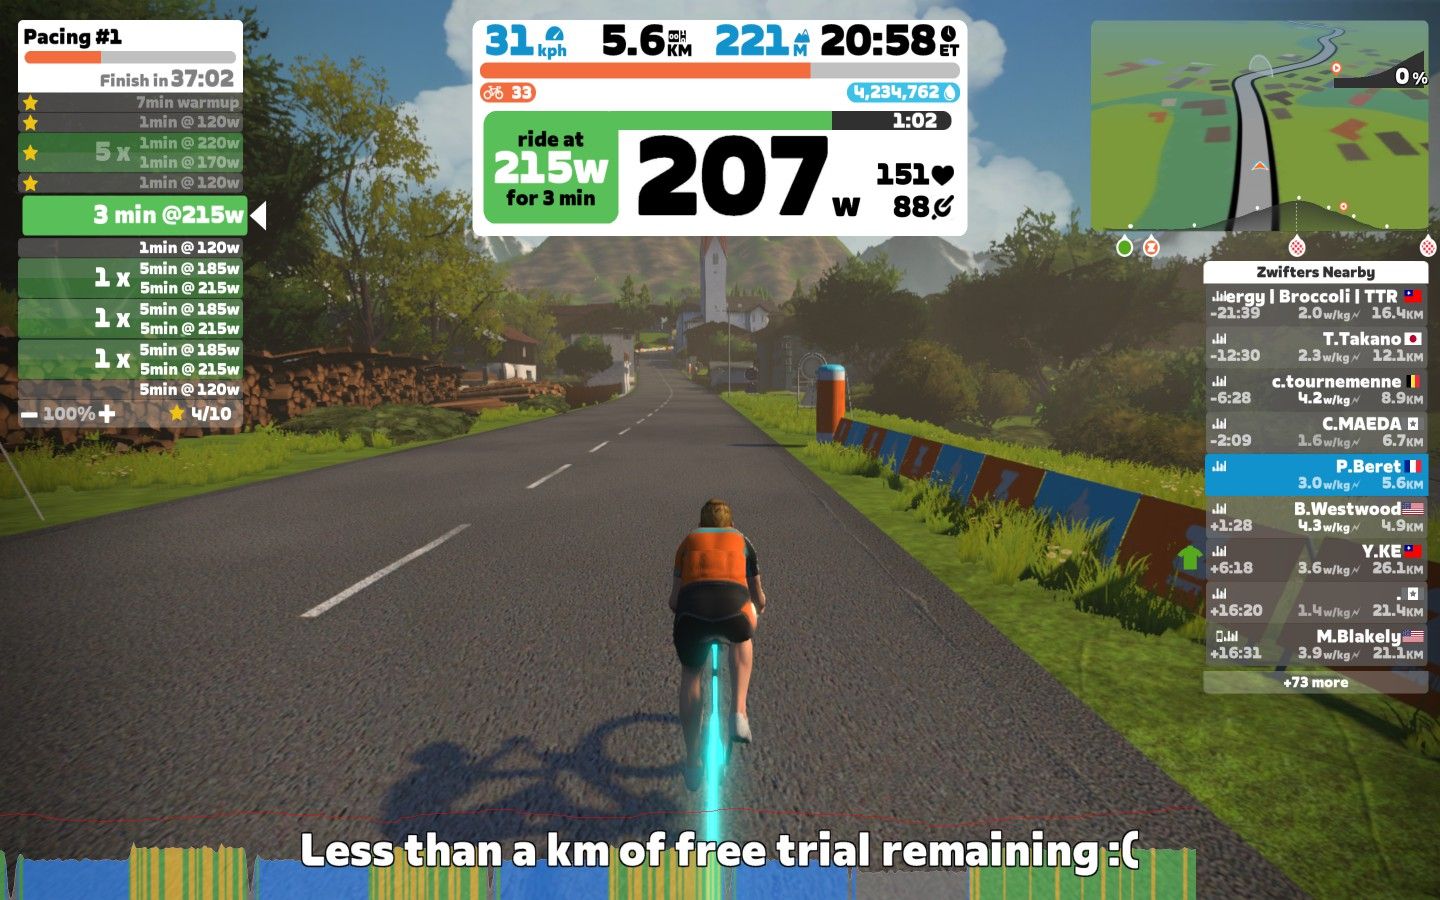 Pacing #1
Finish in 37:02
7min warmup
1min @ 120w
5 x
1min @ 220w
1min @ 170w
1min @ 120w
3 min @215w
1min @ 120w
1 x
5min @ 185w
5min @ 215w
1 x
5min @ 185w
5min @ 215w
1 x
5min @ 185w
5min @ 215w
5min @ 120w
— 100% +
4/10
31 kph 5.6 KM 221 M 20:58 ET
33
4,234,762
1:02
ride at
215w
for 3 min
207 w
151
88
0 %
Zwifters Nearby
ergy | Broccoli | TTR
-21:39 2.0 w/kg 16.4KM
T.Takano
-12:30 2.3 w/kg 12.1KM
c.tournemenne
-6:28 4.2 w/kg 8.9KM
C.MAEDA
-2:09 1.6 w/kg 6.7KM
P.Beret
3.0 w/kg 5.6KM
B.Westwood
+1:28 4.3 w/kg 4.9KM
Y.KE
+6:18 3.6 w/kg 26.1KM
.
+16:20 1.4 w/kg 21.4KM
M.Blakely
+16:31 3.9 w/kg 21.1KM
+73 more
Less than a km of free trial remaining :(